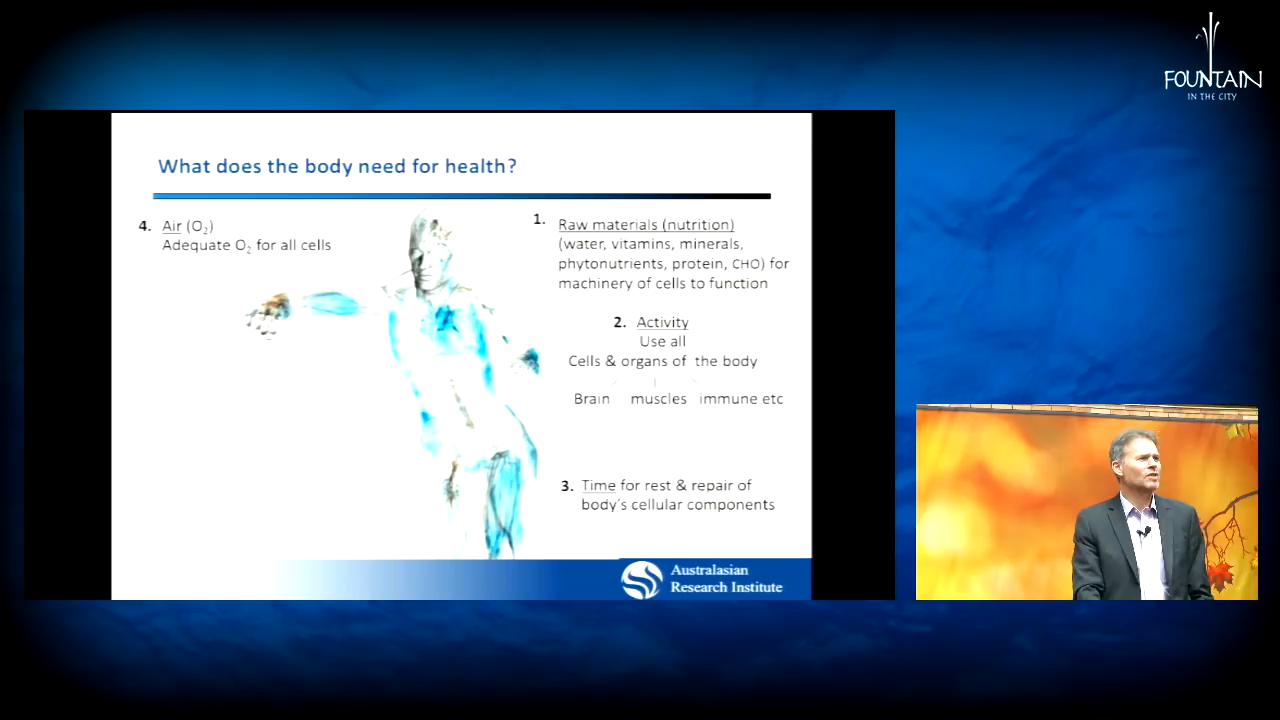 FOUNTAIN
IN THE CITY
What does the body need for health?
4. Air (O₂)
Adequate O₂ for all cells
1. Raw materials (nutrition)
(water, vitamins, minerals,
phytonutrients, protein, CHO) for
machinery of cells to function
2. Activity
Use all
Cells & organs of the body
Brain muscles immune etc
3. Time for rest & repair of
body's cellular components
Australasian
Research Institute